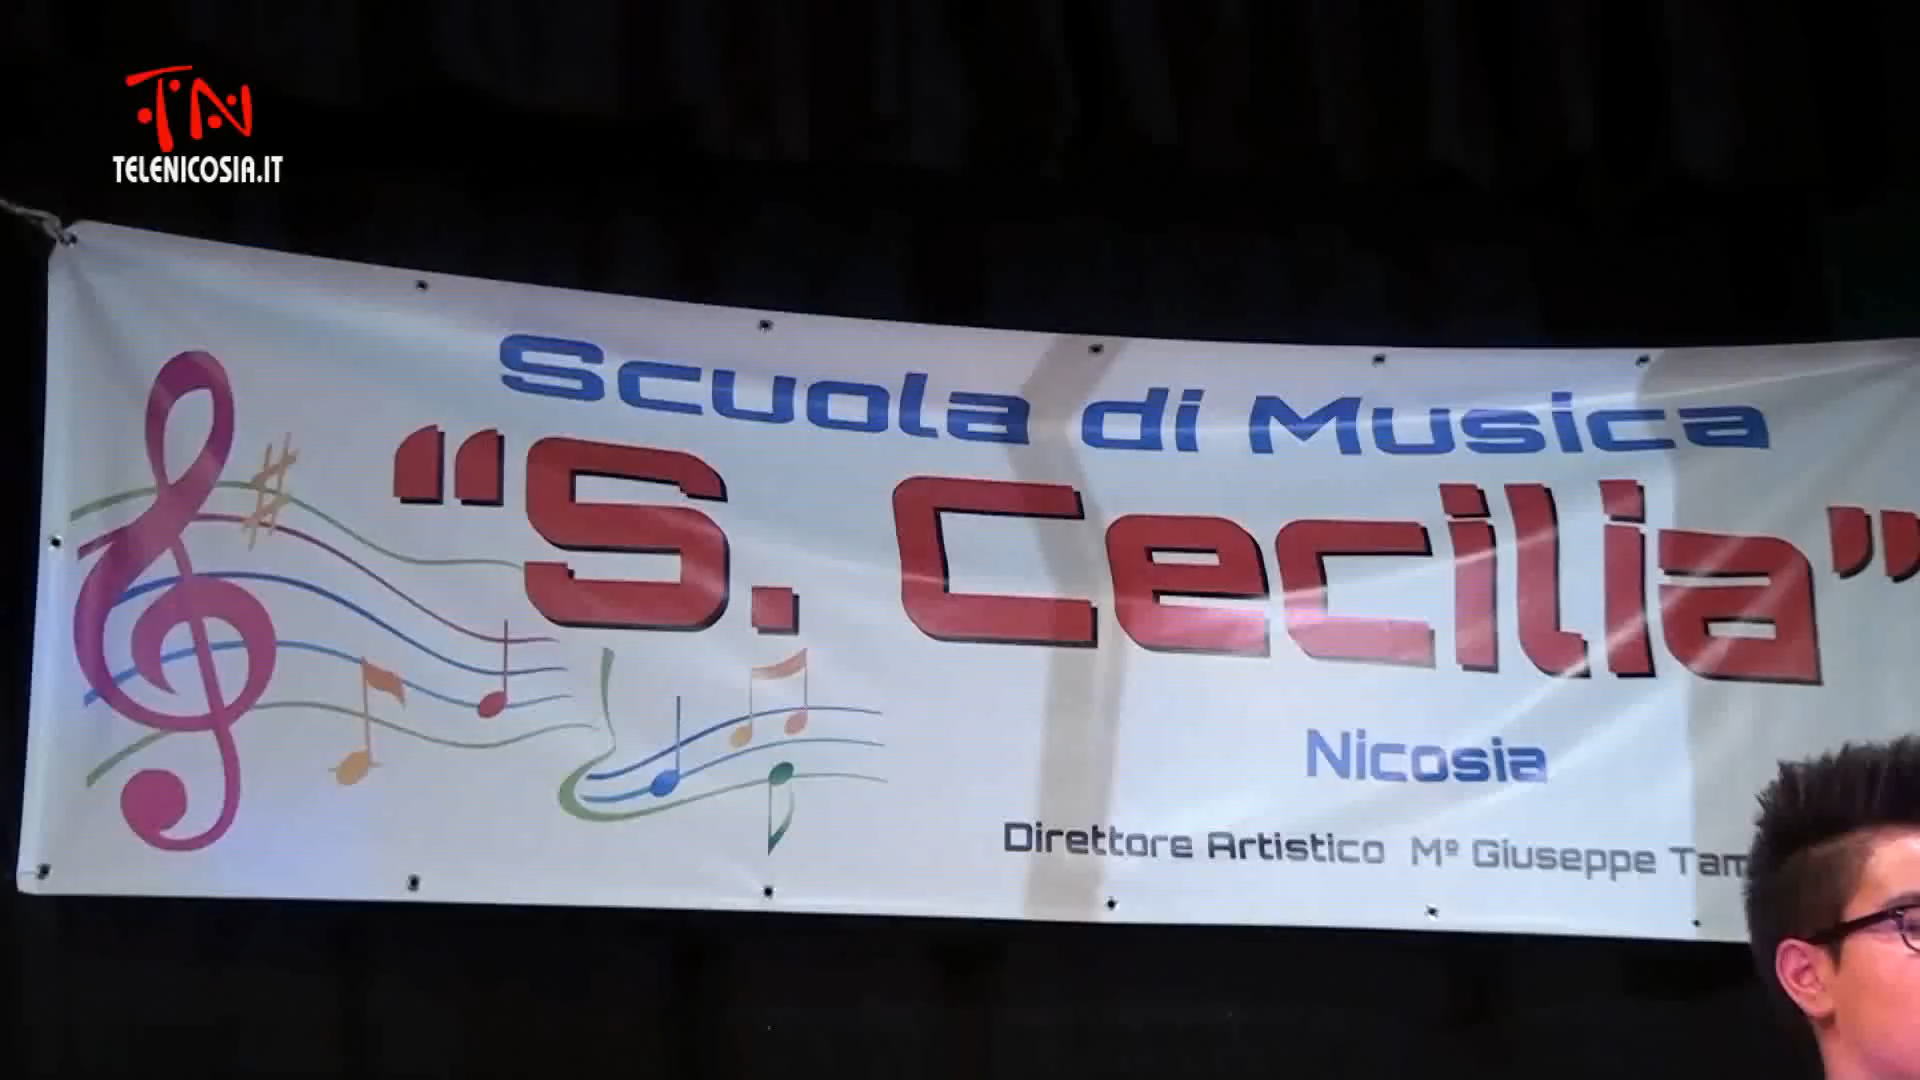 TN
TELENICOSIA.IT
Scuola di Musica
"S. Cecilia"
Nicosia
Direttore Artistico Mº Giuseppe